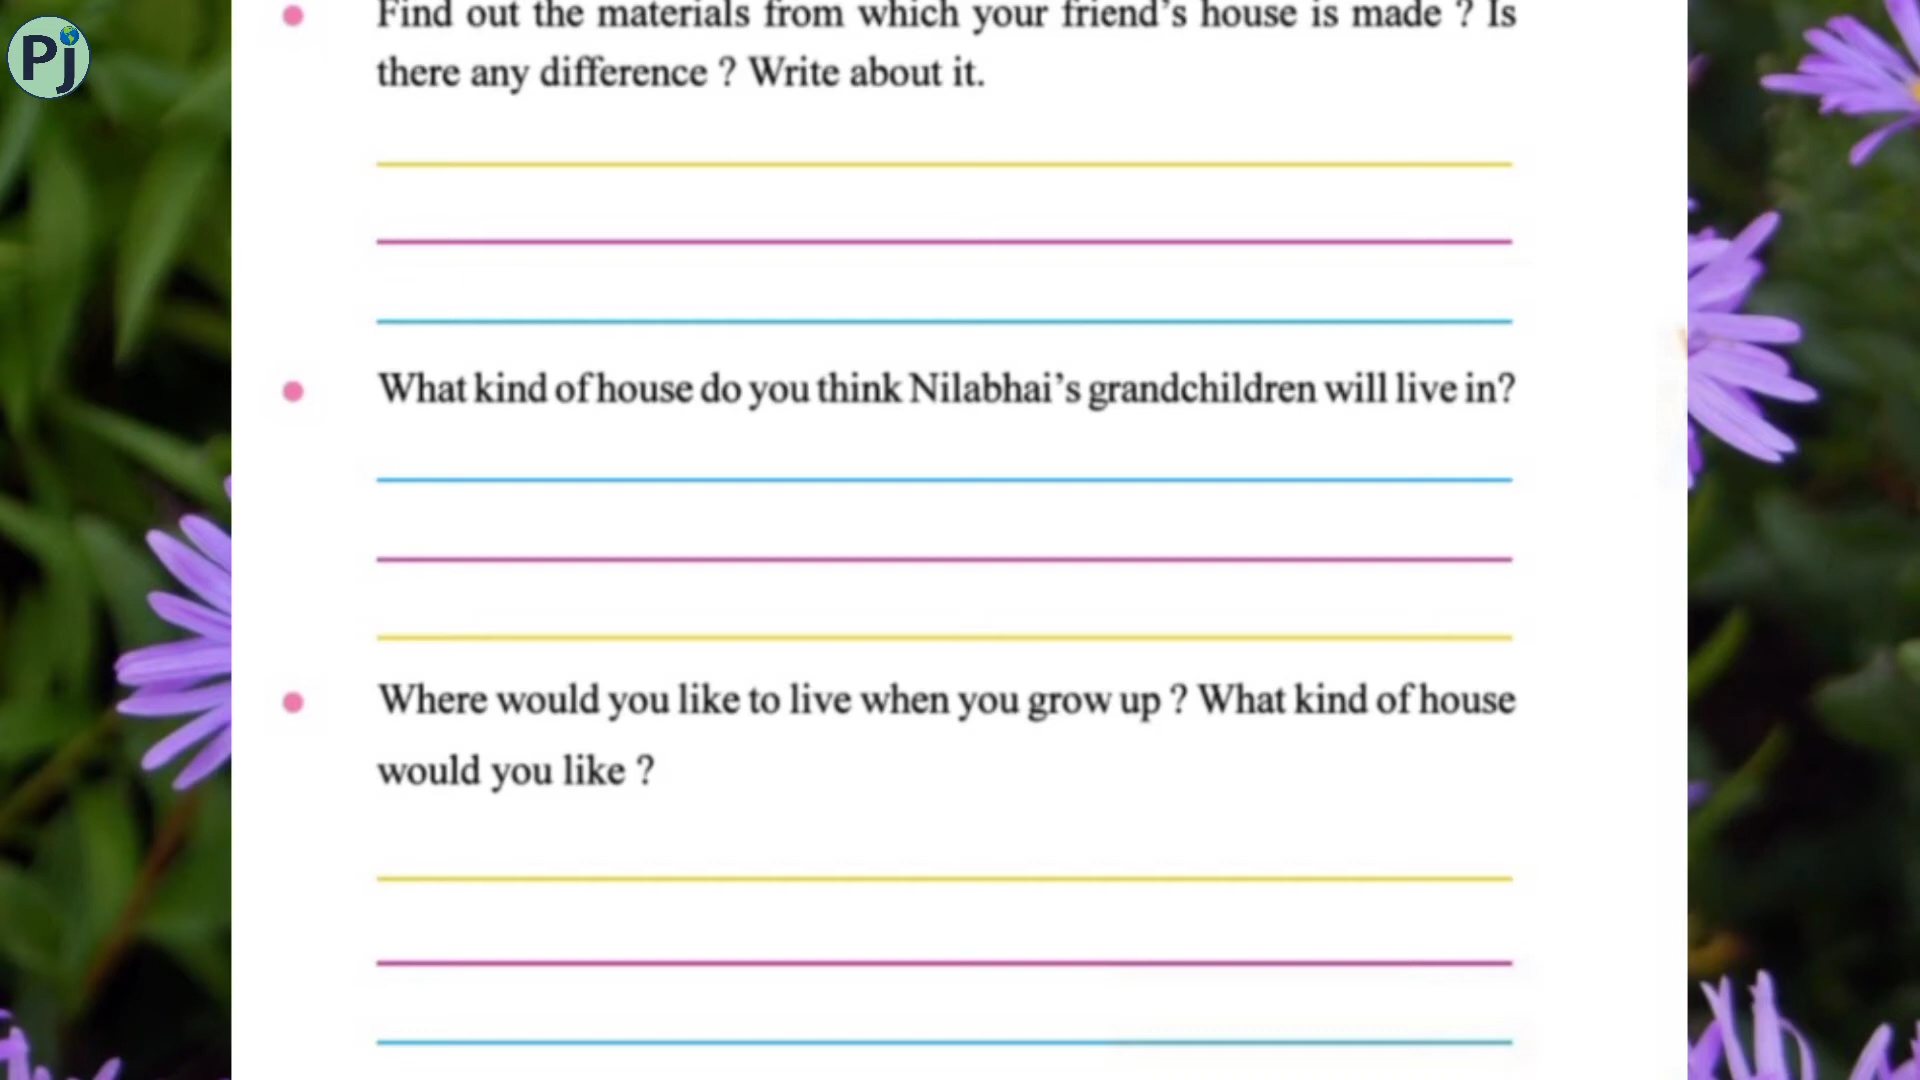 Pj
Find out the materials from which your friend's house is made ? Is
there any difference ? Write about it.
What kind of house do you think Nilabhai's grandchildren will live in?
Where would you like to live when you grow up ? What kind of house
would you like ?